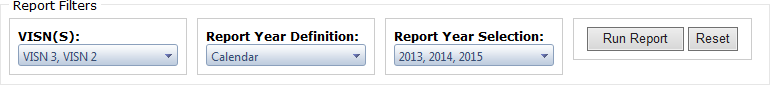 Report Filters
VISN(S): Report Year Definition: Report Year Selection: Run Report Reset
VISN 3, VISN 2 Calendar 2013, 2014, 2015